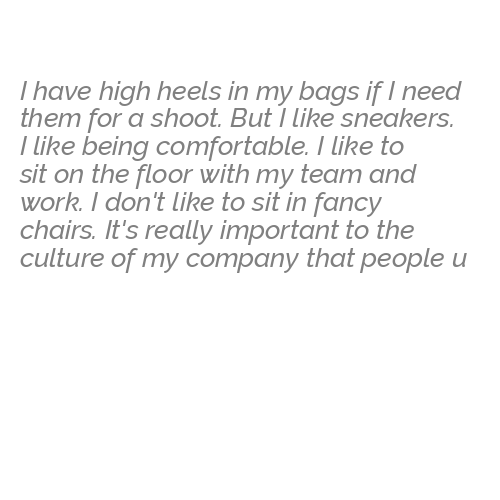 I have high heels in my bags if I need
them for a shoot. But I like sneakers.
I like being comfortable. I like to
sit on the floor with my team and
work. I don't like to sit in fancy
chairs. It's really important to the
culture of my company that people u